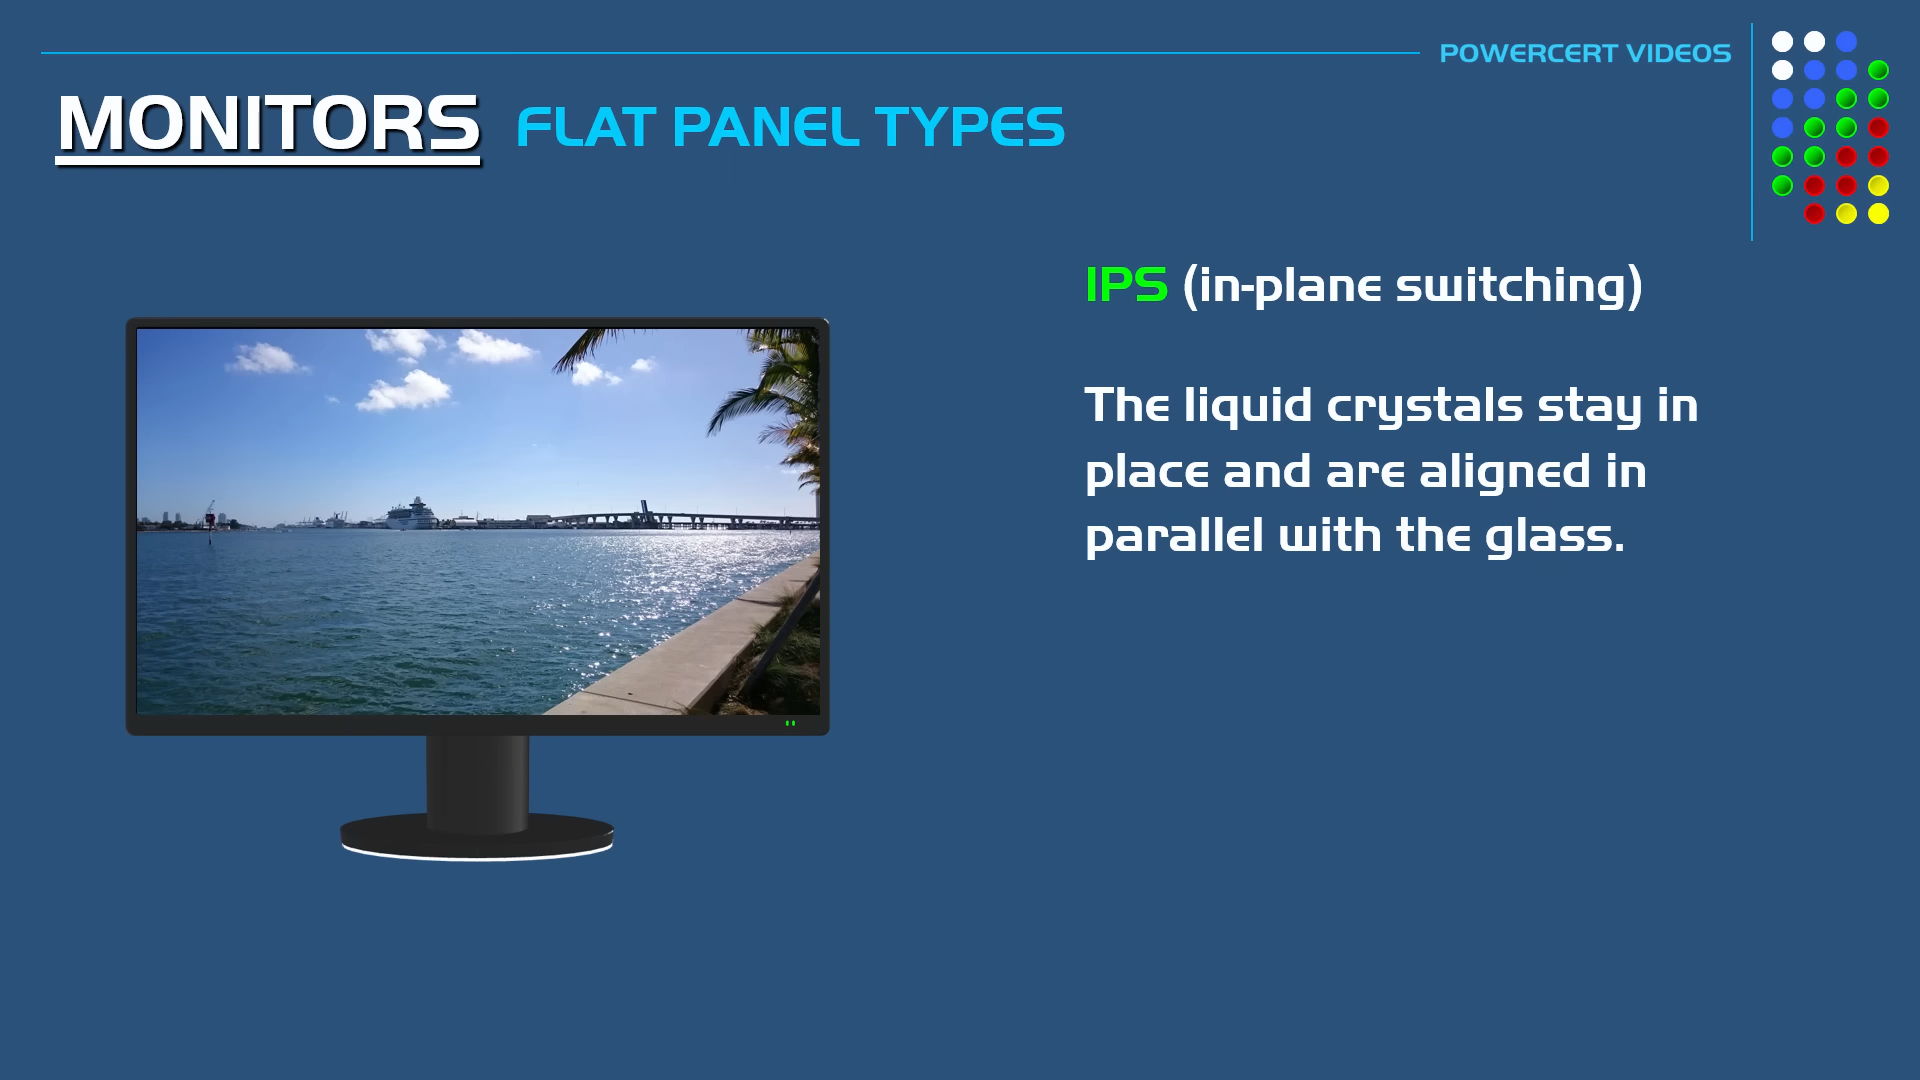 POWERCERT VIDEOS
MONITORS FLAT PANEL TYPES
IPS (in-plane switching)
The liquid crystals stay in
place and are aligned in
parallel with the glass.